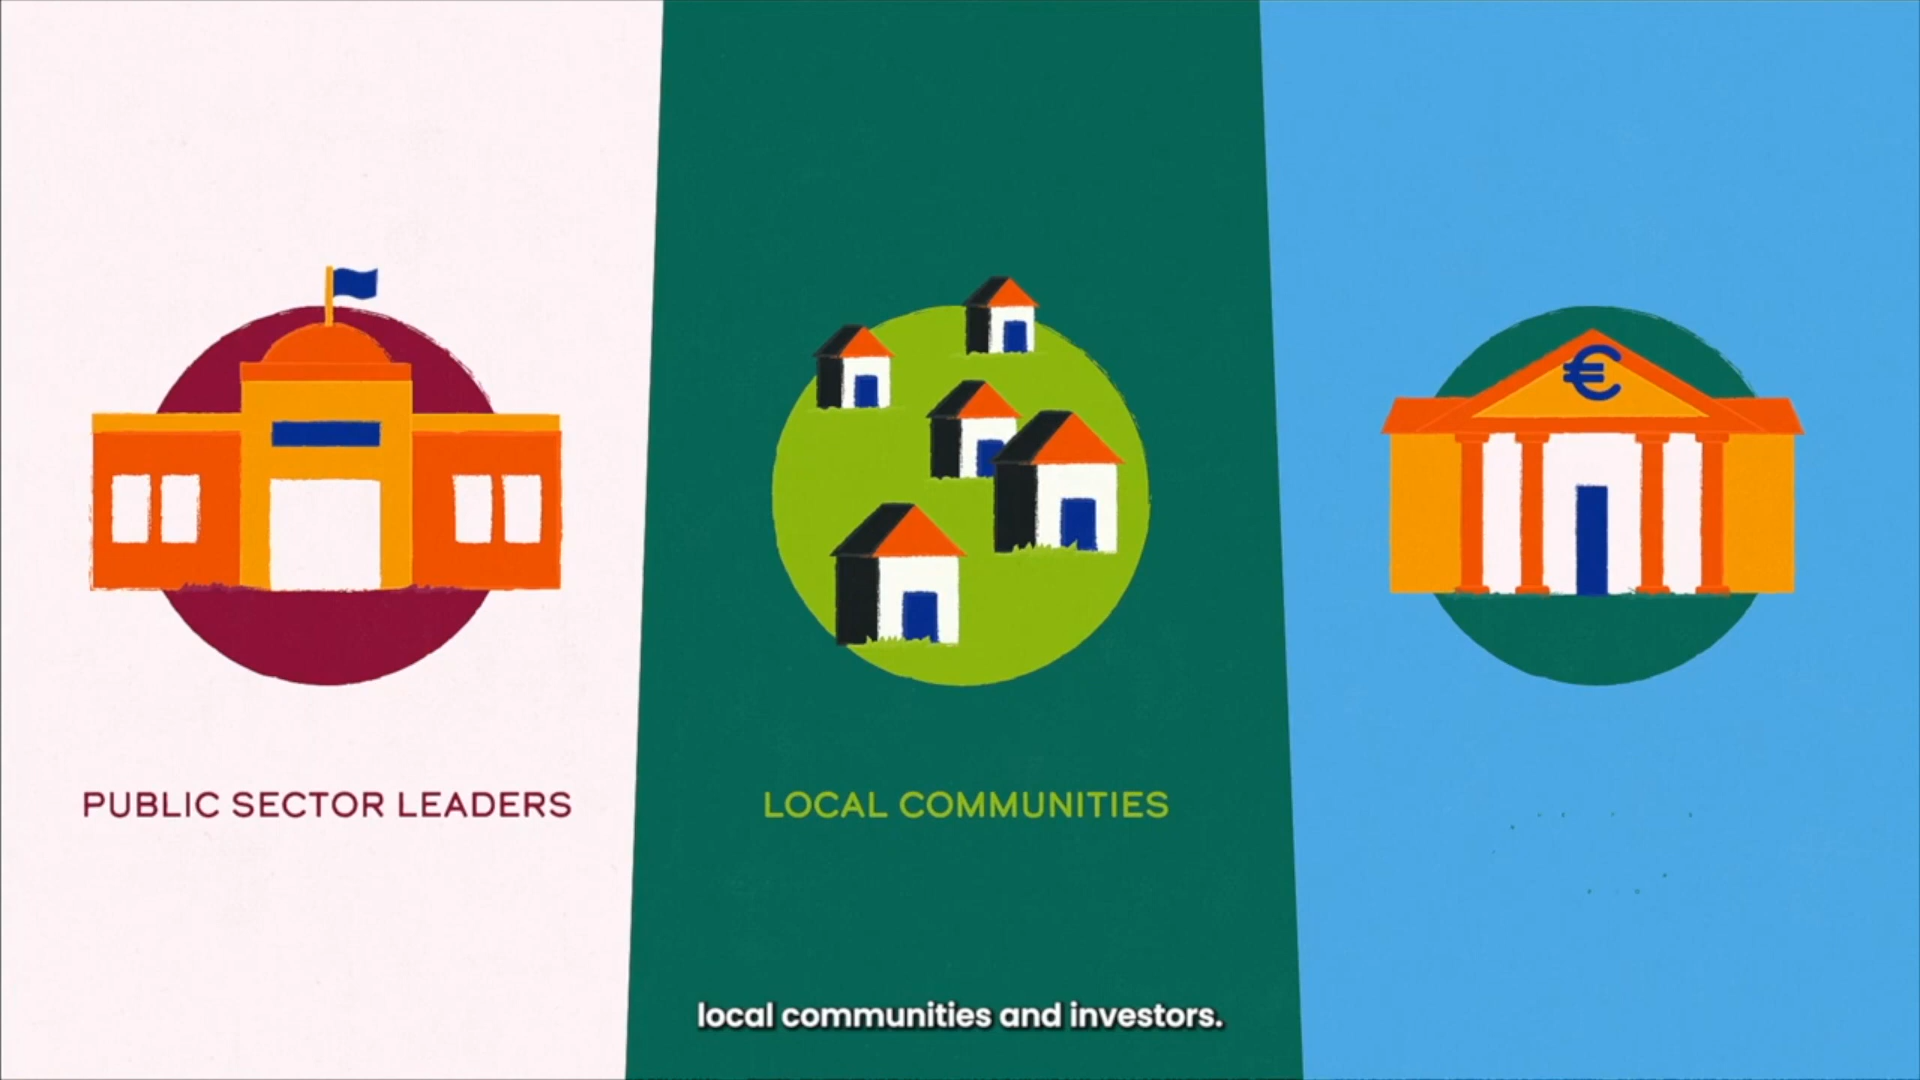 €
PUBLIC SECTOR LEADERS
LOCAL COMMUNITIES
local communities and investors.